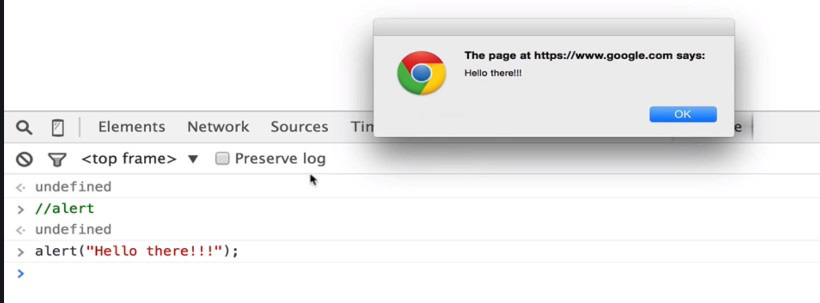 The page at https://www.google.com says:
Hello there!!!
OK
Elements Network Sources
<top frame> ▼ Preserve log
undefined
//alert
undefined
alert("Hello there!!!");